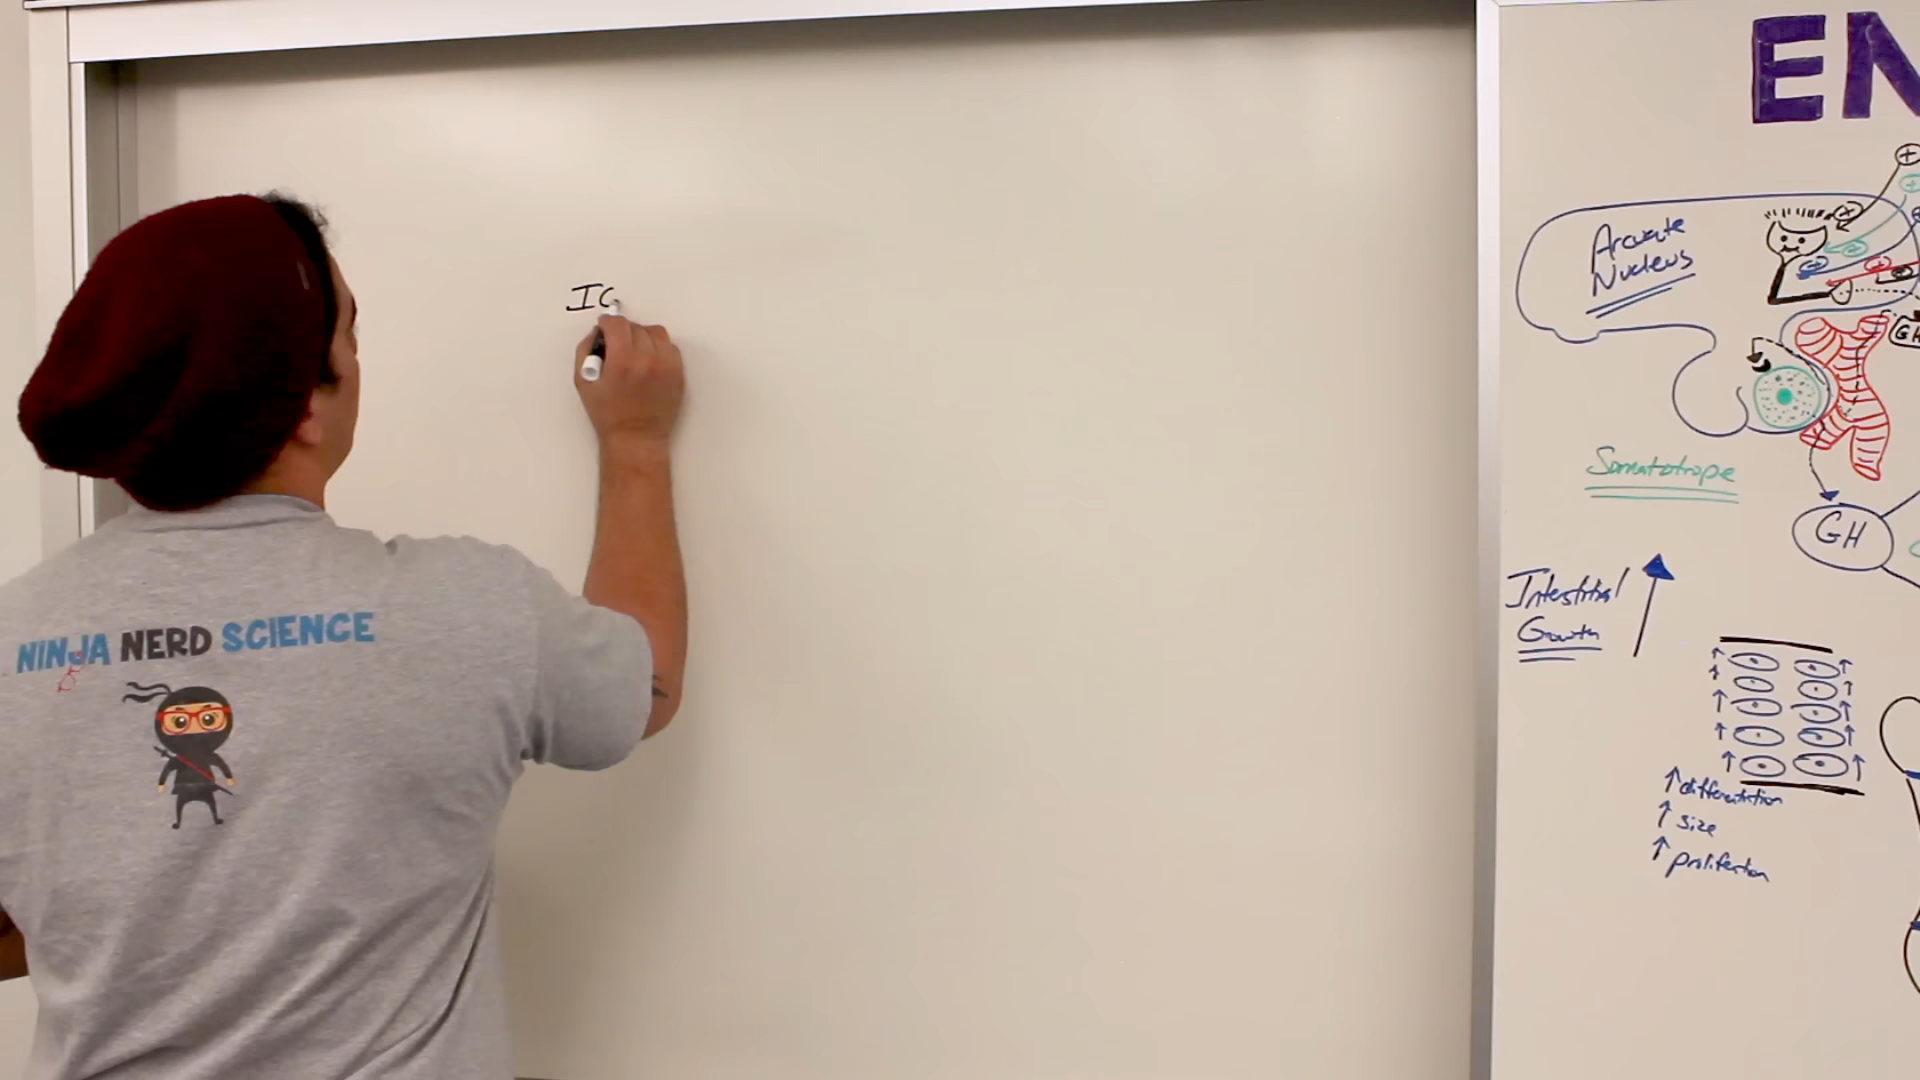 IG
NINJA NERD SCIENCE
EN
Arcuate
Nucleus
GH
Somatotrope
GH
Interstitial
Growth
↑ differentiation
↑ size
↑ proliferation